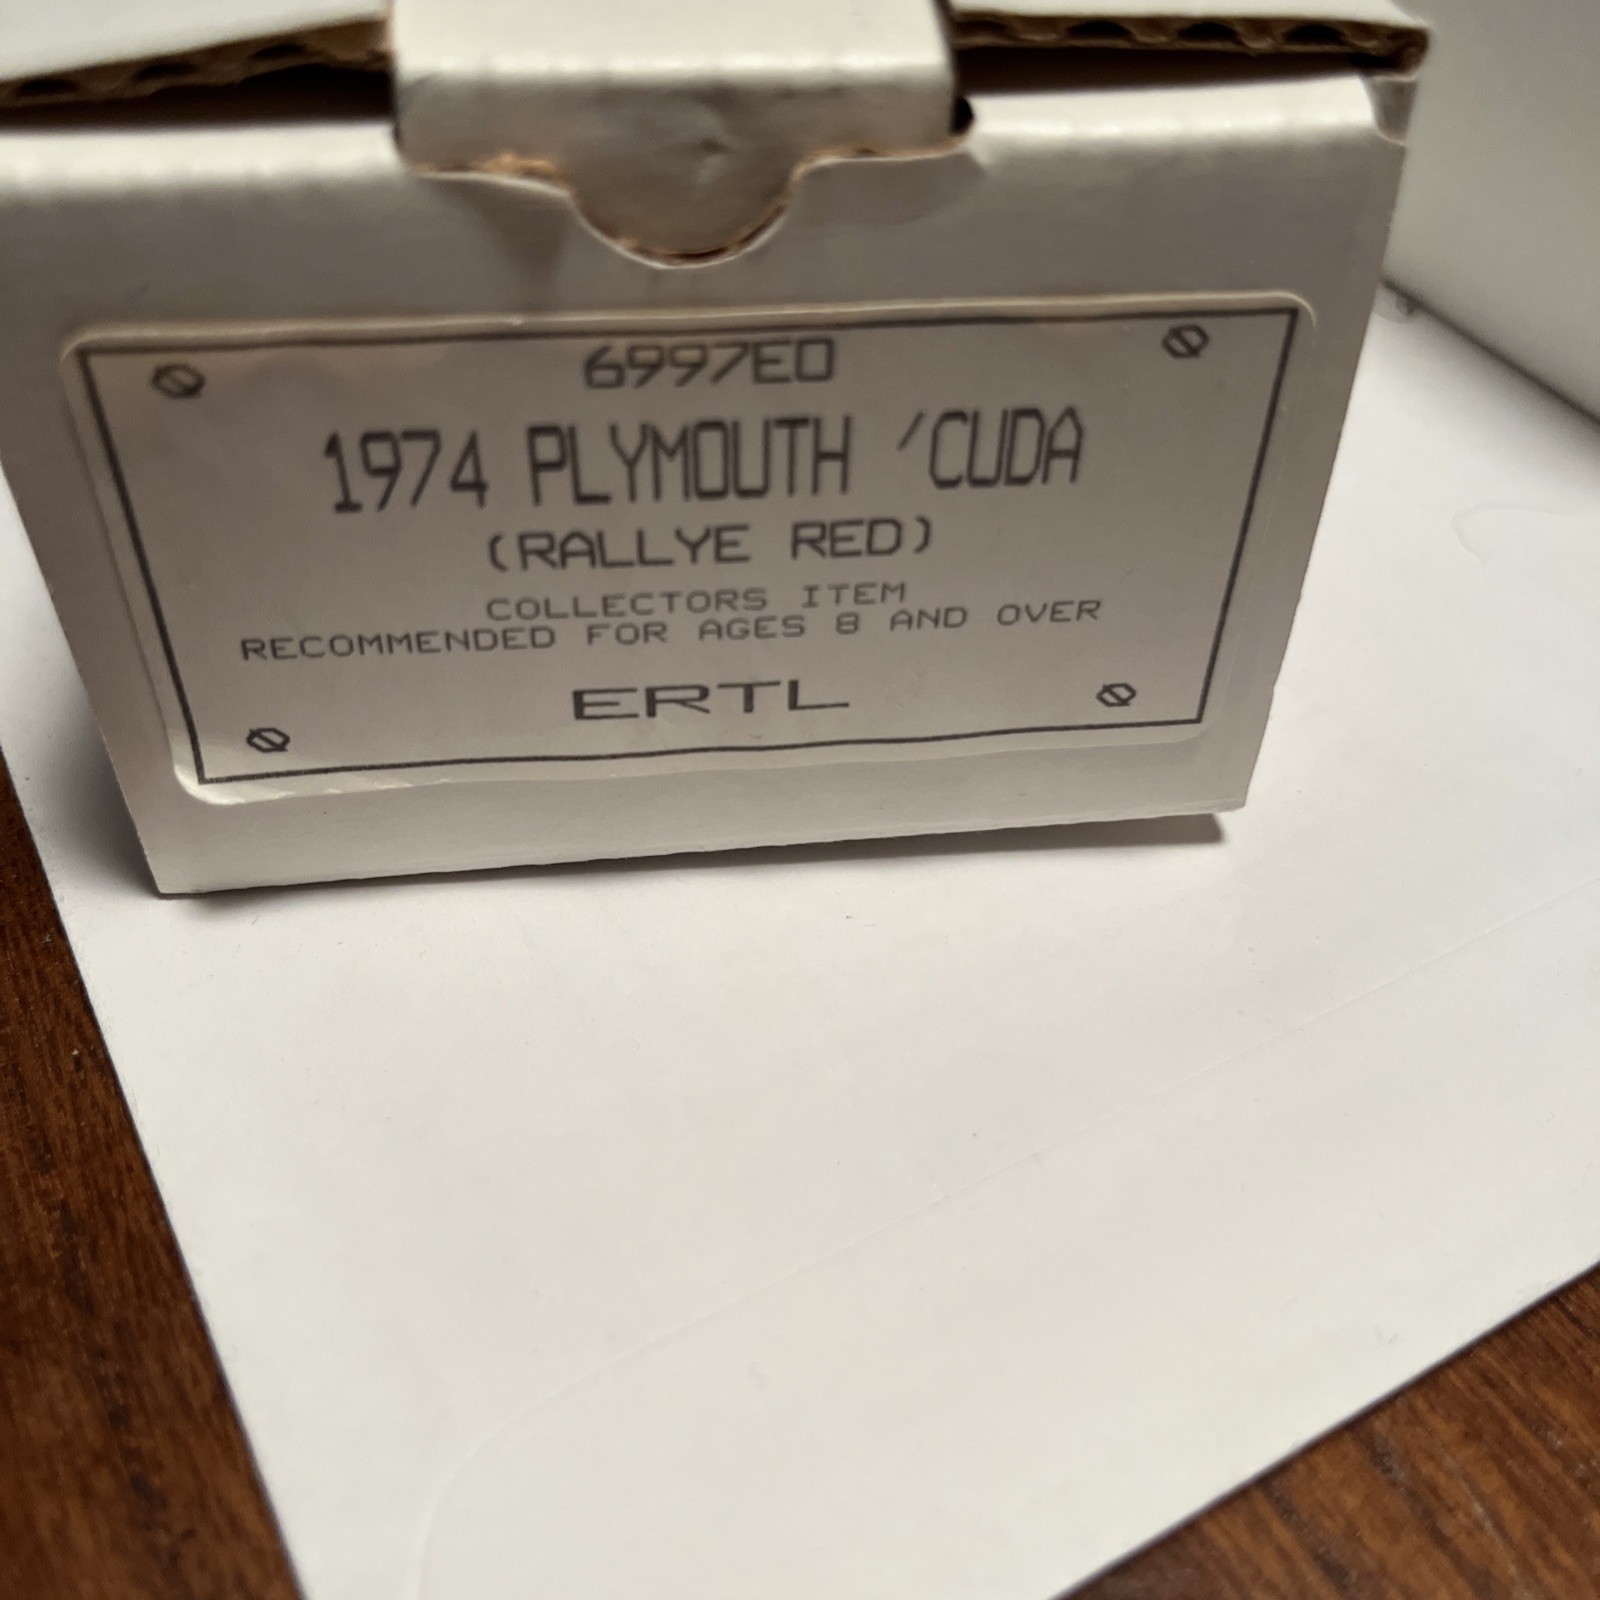 6997EO
1974 PLYMOUTH 'CUDA
(RALLYE RED)
COLLECTORS ITEM
RECOMMENDED FOR AGES 8 AND OVER
ERTL